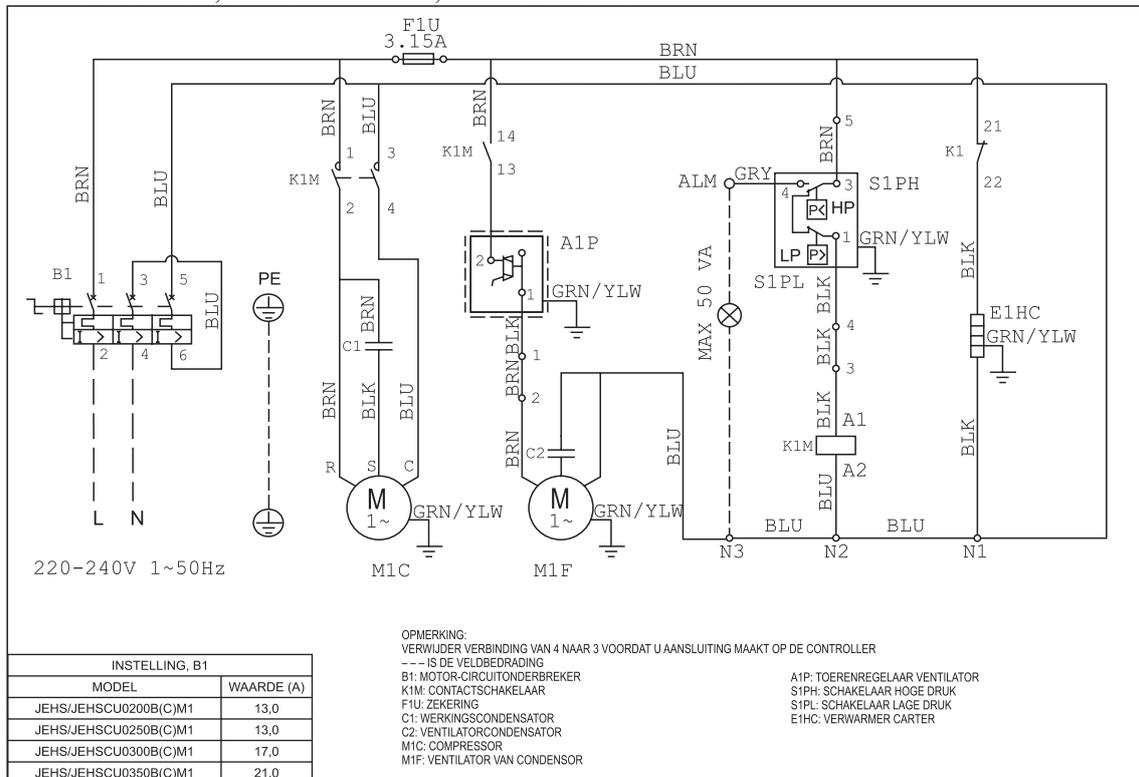 F1U
3.15A
BRN
BLU
BRN
BLU
BRN
14
K1M
13
BRN
5
21
K1
22
BRN
BLU
1
3
K1M
2
4
ALM
GRY
4
3
S1PH
P<
HP
1
LP
P>
S1PL
GRN/YLW
A1P
2
1
GRN/YLW
B1
1
3
5
BLU
2
4
6
PE
BRN
C1
BLK
1
BRN
2
MAX 50 VA
BLK
4
BLK
3
BLK
E1HC
GRN/YLW
BRN
BLK
BLU
BRN
C2
BLU
BLK
A1
K1M
A2
BLU
BLK
R
S
C
M
1~
GRN/YLW
M
1~
GRN/YLW
L
N
BLU
BLU
N3
N2
N1
220-240V 1~50Hz
M1C
M1F
OPMERKING:
VERWIJDER VERBINDING VAN 4 NAAR 3 VOORDAT U AANSLUITING MAAKT OP DE CONTROLLER
--- IS DE VELDBEDRADING
B1: MOTOR-CIRCUITONDERBREKER
K1M: CONTACTSCHAKELAAR
F1U: ZEKERING
C1: WERKINGSCONDENSATOR
C2: VENTILATORCONDENSATOR
M1C: COMPRESSOR
M1F: VENTILATOR VAN CONDENSOR
A1P: TOERENREGELAAR VENTILATOR
S1PH: SCHAKELAAR HOGE DRUK
S1PL: SCHAKELAAR LAGE DRUK
E1HC: VERWARMER CARTER
INSTELLING, B1
MODEL WAARDE (A)
JEHS/JEHSCU0200B(C)M1 13,0
JEHS/JEHSCU0250B(C)M1 13,0
JEHS/JEHSCU0300B(C)M1 17,0
JEHS/JEHSCU0350B(C)M1 21,0